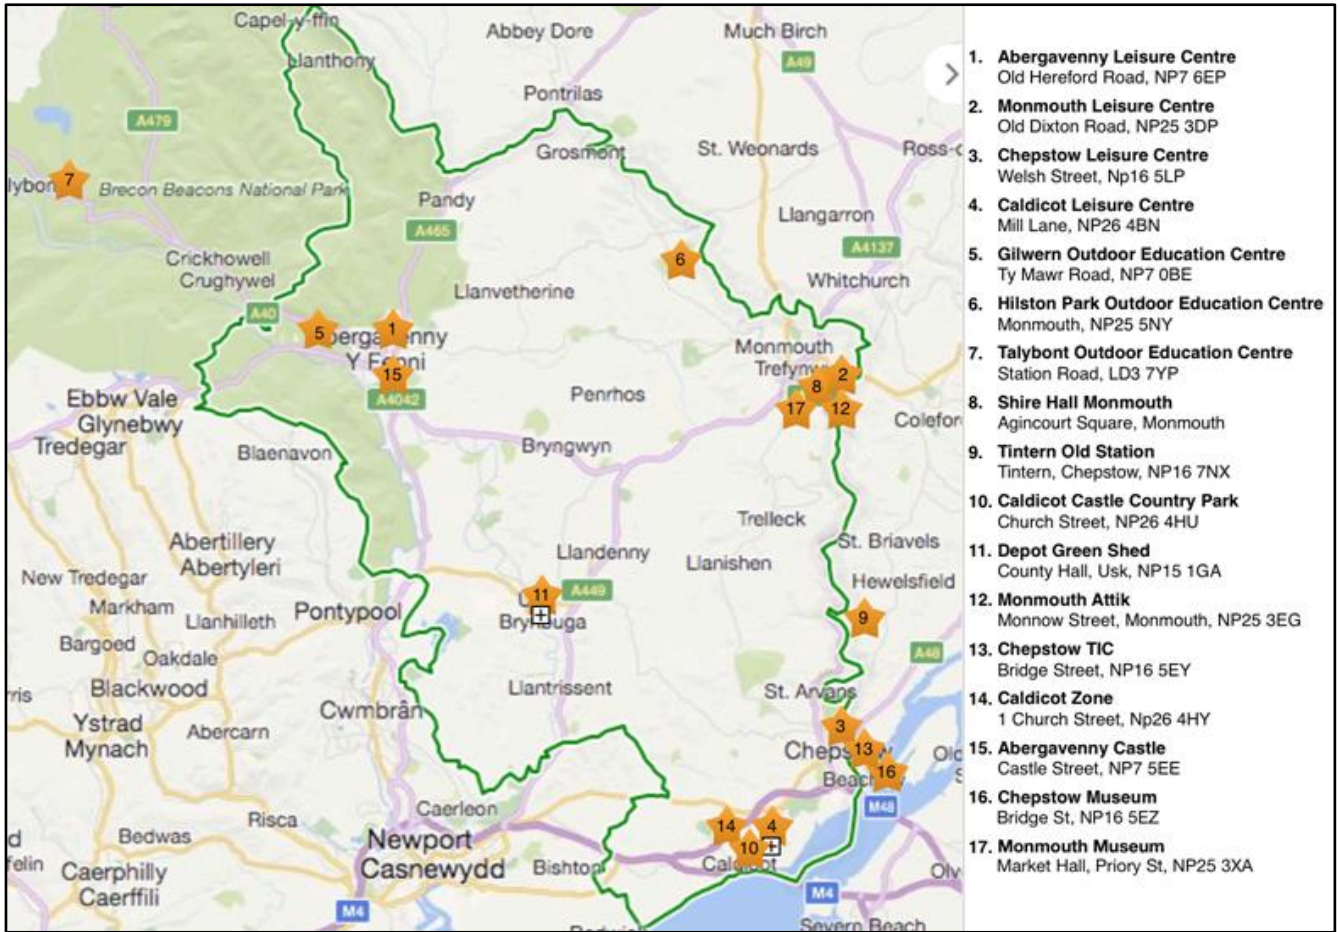 Capel-y-ffin
Abbey Dore
Much Birch
Llanthony
A49
Pontrilas
A479
Grosmont
St. Weonards
7
Brecon Beacons National Park
Pandy
Llangarron
A465
A4137
6
Crickhowell
Crughywel
Whitchurch
Llanvetherine
A40
5
1
Y Fenni
Monmouth
15
2
8
Ebbw Vale
Glynebwy
A4042
Penrhos
17
12
Tredegar
Bryngwyn
Blaenavon
Trelleck
Abertillery
Abertyleri
Llandenny
Llanishen
St. Briavels
New Tredegar
Hewelsfield
Markham
Pontypool
11
A449
Llanhilleth
9
Bargoed
Oakdale
A48
Blackwood
Llantrissent
St. Arvans
Cwmbrân
Ystrad
Mynach
Abercarn
3
13
16
Caerleon
M48
Risca
14
4
Bedwas
Newport
Casnewydd
10
Bishton
Caldicot
Caerphilly
Caerffili
M4
M4
Severn Beach
1. Abergavenny Leisure Centre
Old Hereford Road, NP7 6EP
2. Monmouth Leisure Centre
Old Dixton Road, NP25 3DP
3. Chepstow Leisure Centre
Welsh Street, Np16 5LP
4. Caldicot Leisure Centre
Mill Lane, NP26 4BN
5. Gilwern Outdoor Education Centre
Ty Mawr Road, NP7 0BE
6. Hilston Park Outdoor Education Centre
Monmouth, NP25 5NY
7. Talybont Outdoor Education Centre
Station Road, LD3 7YP
8. Shire Hall Monmouth
Agincourt Square, Monmouth
9. Tintern Old Station
Tintern, Chepstow, NP16 7NX
10. Caldicot Castle Country Park
Church Street, NP26 4HU
11. Depot Green Shed
County Hall, Usk, NP15 1GA
12. Monmouth Attik
Monnow Street, Monmouth, NP25 3EG
13. Chepstow TIC
Bridge Street, NP16 5EY
14. Caldicot Zone
1 Church Street, Np26 4HY
15. Abergavenny Castle
Castle Street, NP7 5EE
16. Chepstow Museum
Bridge St, NP16 5EZ
17. Monmouth Museum
Market Hall, Priory St, NP25 3XA